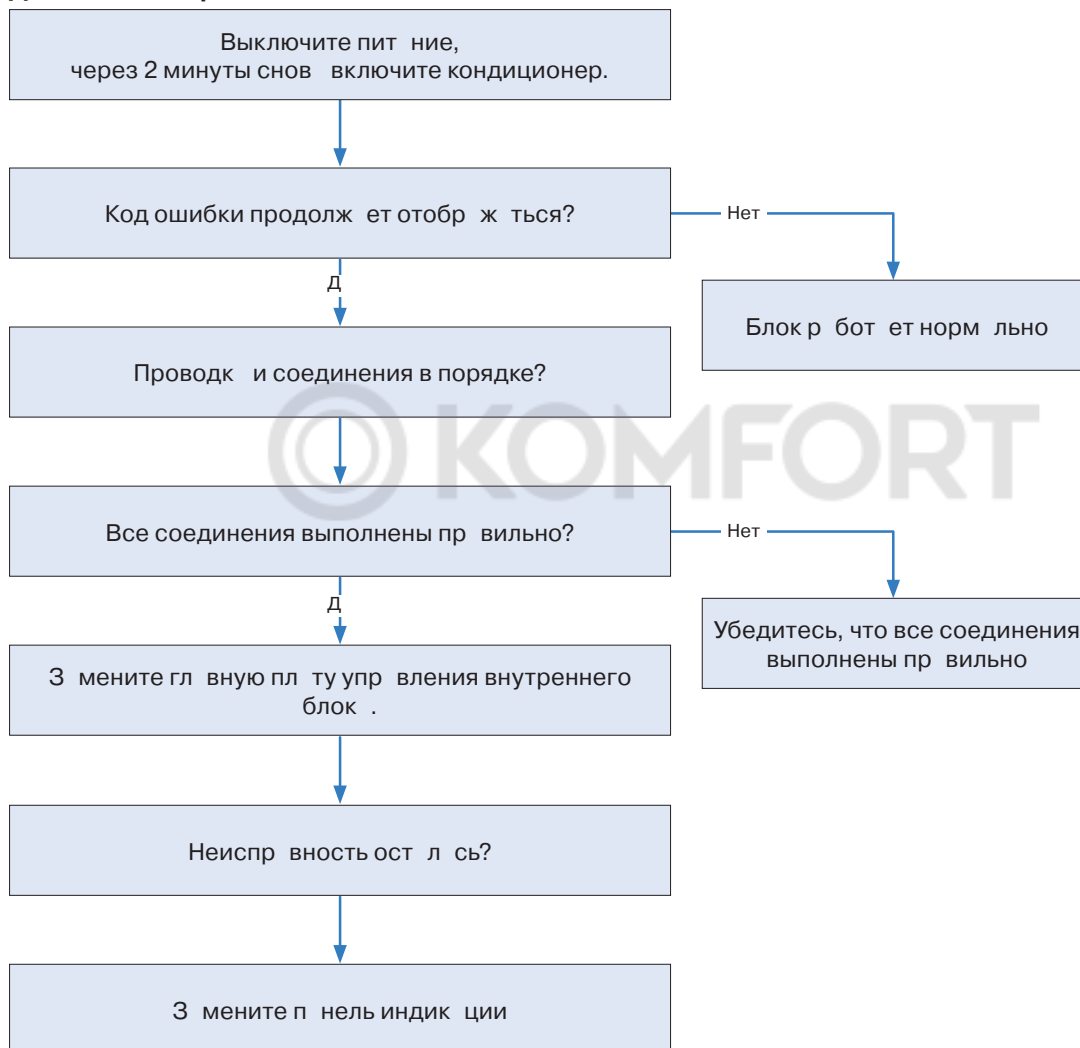 Выключите пит ние,
через 2 минуты снов включите кондиционер.
Код ошибки продолж ет отобр ж ться?
Нет
Д
Блок р бот ет норм льно
Проводк и соединения в порядке?
KOMFORT
Все соединения выполнены пр вильно?
Нет
Д
Убедитесь, что все соединения
выполнены пр вильно
З мените гл вную пл ту упр вления внутреннего
блок .
Неиспр вность ост л сь?
З мените п нель индик ции